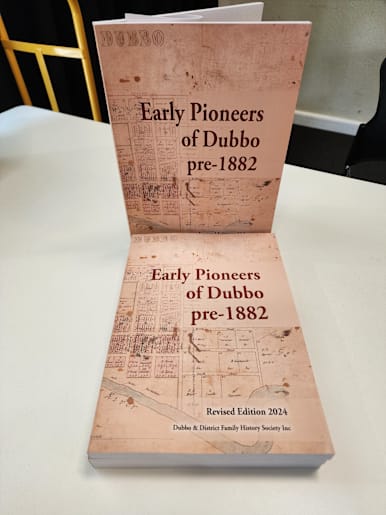 DUBBO
Early Pioneers
of Dubbo
pre-1882
Early Pioneers
of Dubbo
pre-1882
Revised Edition 2024
Dubbo & District Family History Society Inc